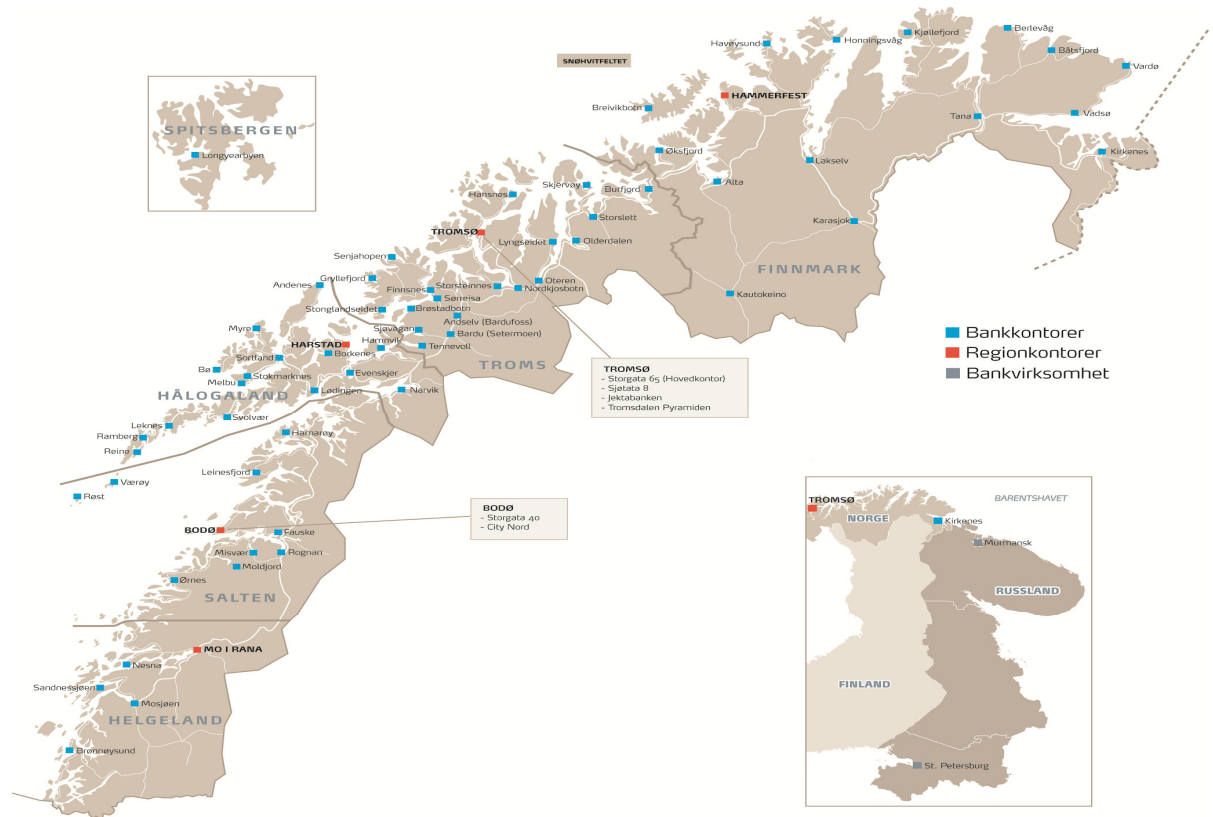 SNØHVITFELTET
Havøysund
Honningsvåg
Kjøllefjord
Berlevåg
Båtsfjord
Vardø
HAMMERFEST
Breivikbotn
Vadsø
Tana
SPITSBERGEN
Longyearbyen
Øksfjord
Lakselv
Kirkenes
Alta
Skjervøy
Burfjord
Hansnes
Storslett
Karasjok
TROMSØ
Lyngseidet
Olderdalen
FINNMARK
Senjahopen
Gryllefjord
Andenes
Finnsnes
Storsteinnes
Oteren
Nordkjosbotn
Kautokeino
Sørreisa
Stonglandseidet
Brøstadbotn
Andselv (Bardufoss)
Myre
Sjøvegan
Bardu (Setermoen)
HARSTAD
Hamnvik
Tennevoll
Borkenes
Sortland
TROMS
Bø
Stokmarknes
Evenskjer
Melbu
HÅLOGALAND
Lødingen
Narvik
Svolvær
Leknes
Ramberg
Reine
Hamarøy
Leinesfjord
Værøy
Røst
BODØ
Fauske
Misvær
Rognan
Moldjord
Ørnes
SALTEN
MO I RANA
Nesna
Sandnessjøen
Mosjøen
HELGELAND
Brønnøysund
TROMSØ
- Storgata 65 (Hovedkontor)
- Sjøtata 8
- Jektabanken
- Tromsdalen Pyramiden
BODØ
- Storgata 40
- City Nord
Bankkontorer
Regionkontorer
Bankvirksomhet
TROMSØ
BARENTSHAVET
NORGE
Kirkenes
Murmansk
RUSSLAND
FINLAND
St. Petersburg